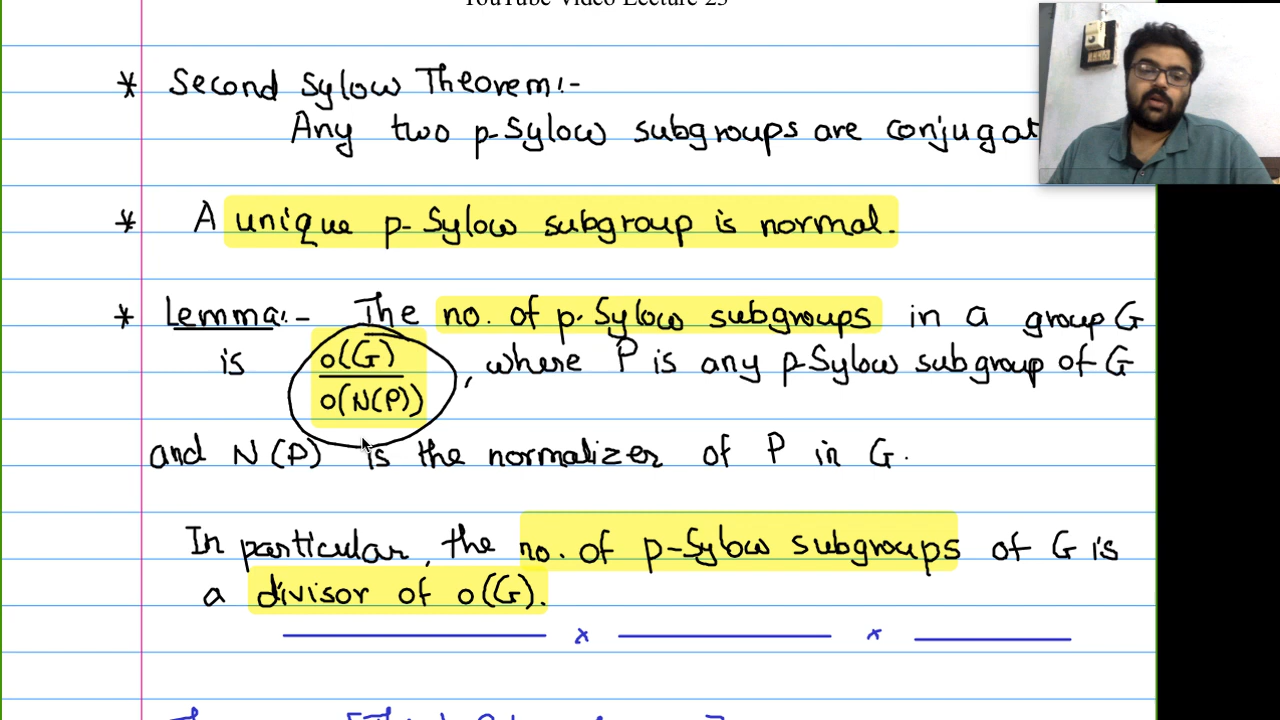 YouTube Video Lecture 23
* Second Sylow Theorem:-
Any two p-Sylow subgroups are conjugat
* A unique p-Sylow subgroup is normal.
* Lemma:- The no. of p-Sylow subgroups in a group G
is o(G)/o(N(P)), where P is any p-Sylow subgroup of G
and N(P) is the normalizer of P in G.
In particular, the no. of p-Sylow subgroups of G is
a divisor of o(G).
x x